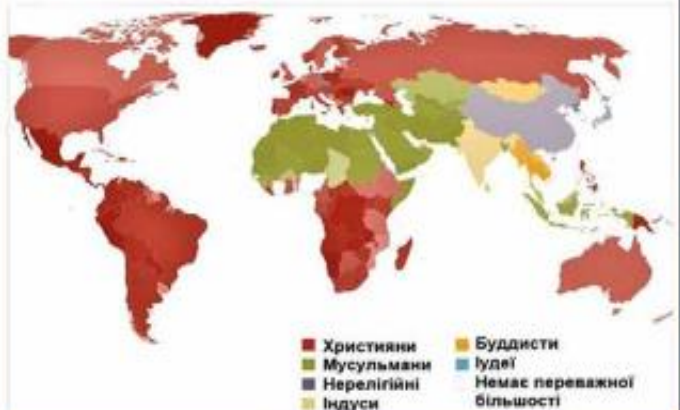 Християни
Мусульмани
Нерелігійні
Індуси
Буддисти
Іудеї
Немає переважної
більшості